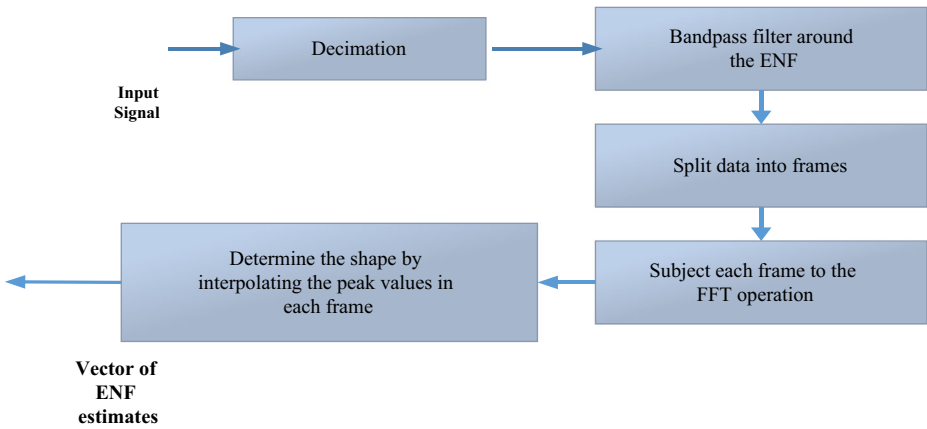 Input
Signal
Decimation
Bandpass filter around
the ENF
Split data into frames
Subject each frame to the
FFT operation
Determine the shape by
interpolating the peak values in
each frame
Vector of
ENF
estimates